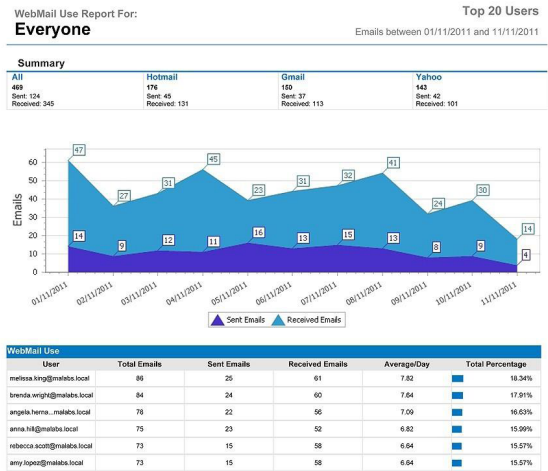 WebMail Use Report For:
Top 20 Users
Everyone
Emails between 01/11/2011 and 11/11/2011
Summary
All Hotmail Gmail Yahoo
469 176 150 143
Sent: 124 Sent: 45 Sent: 37 Sent: 42
Received: 345 Received: 131 Received: 113 Received: 101
Emails
60
50
40
30
20
10
0
47 27 31 45 23 31 32 41 24 30 14
14 9 12 11 16 13 15 13 8 9 4
01/11/2011 02/11/2011 03/11/2011 04/11/2011 05/11/2011 06/11/2011 07/11/2011 08/11/2011 09/11/2011 10/11/2011 11/11/2011
Sent Emails Received Emails
WebMail Use
User Total Emails Sent Emails Received Emails Average/Day Total Percentage
melissa.king@malabs.local 86 25 61 7.82 18.34%
brenda.wright@malabs.local 84 24 60 7.64 17.91%
angela.herna...malabs.local 78 22 56 7.09 16.63%
anna.hill@malabs.local 75 23 52 6.82 15.99%
rebecca.scott@malabs.local 73 15 58 6.64 15.57%
amy.lopez@malabs.local 73 15 58 6.64 15.57%